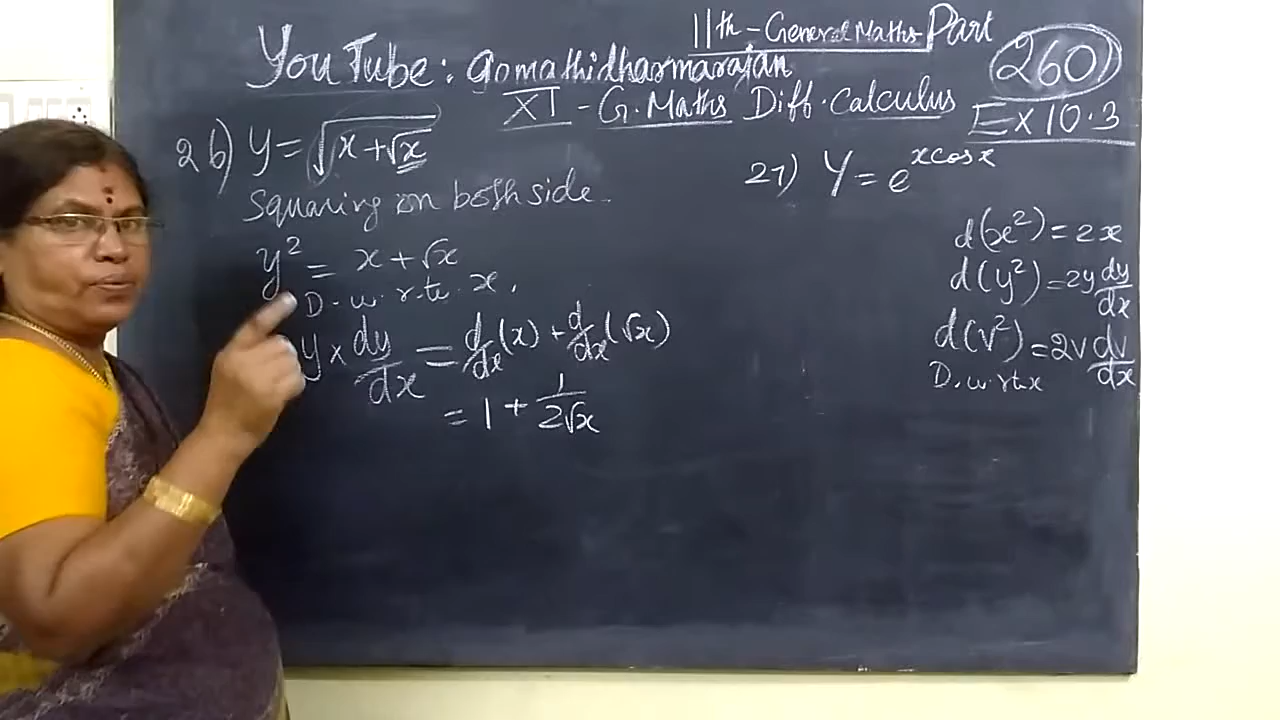 11th - General Maths Part
YouTube: gomathidharmarajan 260
XI - G.Maths Diff. Calculus Ex 10.3
26) y = √(x+√x)
Squaring on both side.
y² = x + √x
D. w. r. to. x.
y × dy/dx = d/dx (x) + d/dx (√x)
= 1 + 1/2√x
27) y = e^(x cos x)
d(x²) = 2x
d(y²) = 2y dy/dx
d(v²) = 2v dv/dx
D. w. r. t. x